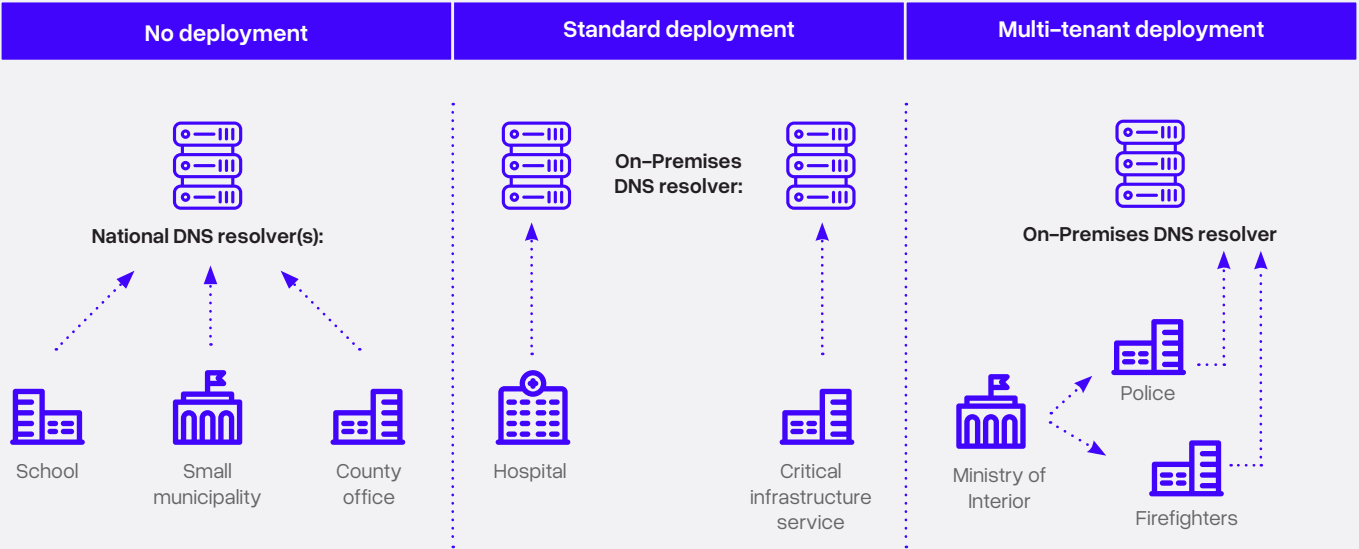 No deployment
Standard deployment
Multi-tenant deployment
National DNS resolver(s):
School
Small
municipality
County
office
On-Premises
DNS resolver:
Hospital
Critical
infrastructure
service
On-Premises DNS resolver
Police
Ministry of
Interior
Firefighters